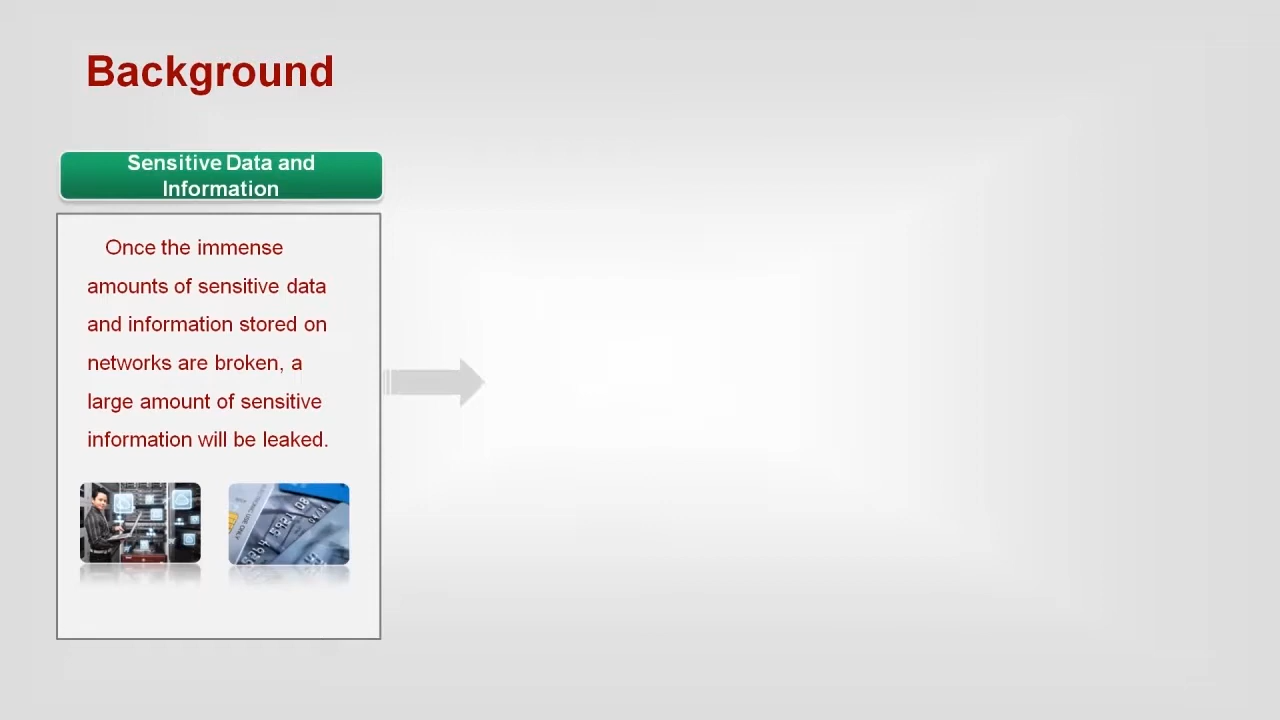 Background
Sensitive Data and
Information
Once the immense
amounts of sensitive data
and information stored on
networks are broken, a
large amount of sensitive
information will be leaked.